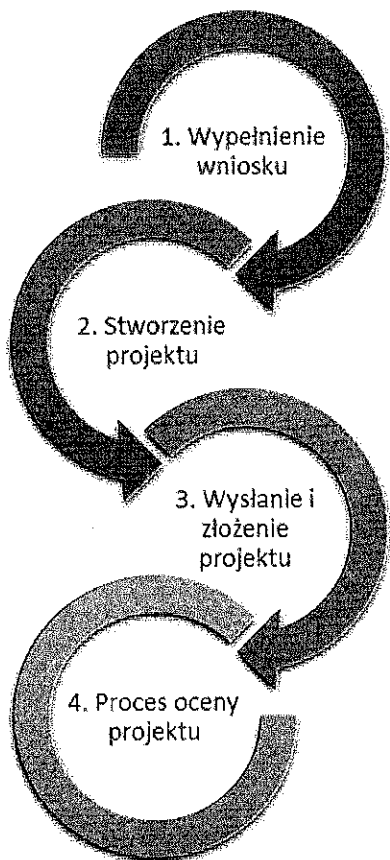 1. Wypełnienie
wniosku
2. Stworzenie
projektu
3. Wysłanie i
złożenie
projektu
4. Proces oceny
projektu